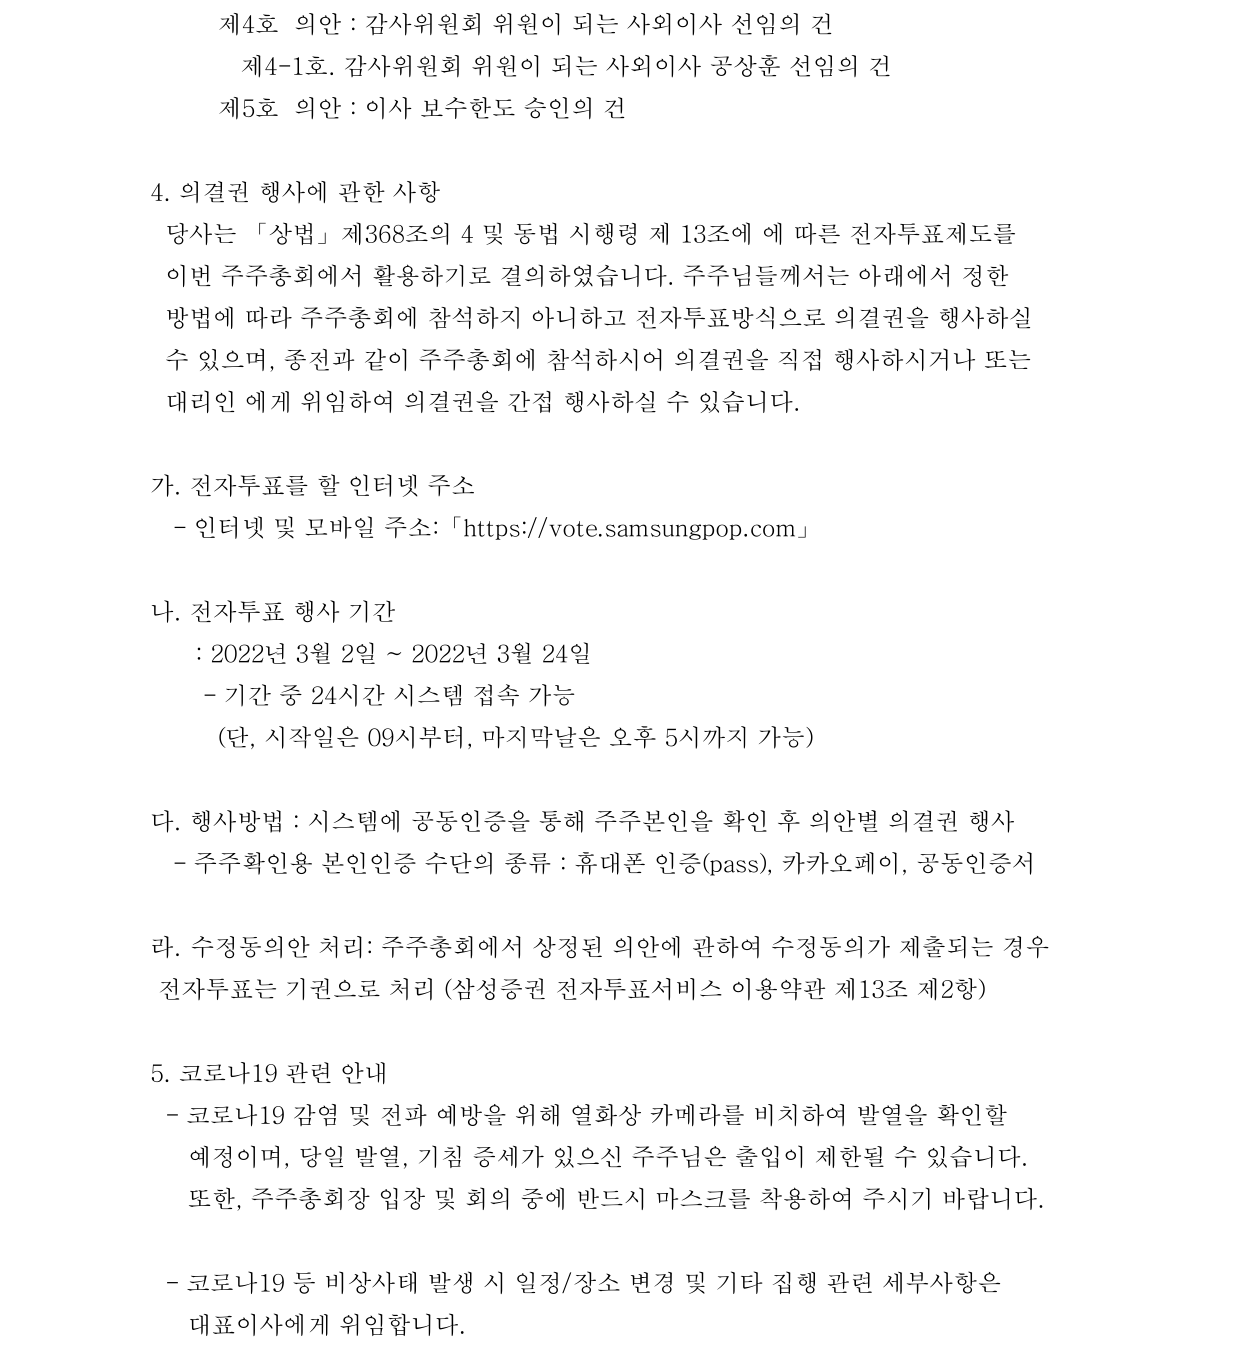 제4호  의안 : 감사위원회 위원이 되는 사외이사 선임의 건
제4-1호. 감사위원회 위원이 되는 사외이사 공상훈 선임의 건
제5호  의안 : 이사 보수한도 승인의 건
4. 의결권 행사에 관한 사항
당사는 「상법」제368조의 4 및 동법 시행령 제 13조에 에 따른 전자투표제도를
이번 주주총회에서 활용하기로 결의하였습니다. 주주님들께서는 아래에서 정한
방법에 따라 주주총회에 참석하지 아니하고 전자투표방식으로 의결권을 행사하실
수 있으며, 종전과 같이 주주총회에 참석하시어 의결권을 직접 행사하시거나 또는
대리인 에게 위임하여 의결권을 간접 행사하실 수 있습니다.
가. 전자투표를 할 인터넷 주소
- 인터넷 및 모바일 주소:「https://vote.samsungpop.com」
나. 전자투표 행사 기간
: 2022년 3월 2일 ~ 2022년 3월 24일
- 기간 중 24시간 시스템 접속 가능
(단, 시작일은 09시부터, 마지막날은 오후 5시까지 가능)
다. 행사방법 : 시스템에 공동인증을 통해 주주본인을 확인 후 의안별 의결권 행사
- 주주확인용 본인인증 수단의 종류 : 휴대폰 인증(pass), 카카오페이, 공동인증서
라. 수정동의안 처리: 주주총회에서 상정된 의안에 관하여 수정동의가 제출되는 경우
전자투표는 기권으로 처리 (삼성증권 전자투표서비스 이용약관 제13조 제2항)
5. 코로나19 관련 안내
- 코로나19 감염 및 전파 예방을 위해 열화상 카메라를 비치하여 발열을 확인할
예정이며, 당일 발열, 기침 증세가 있으신 주주님은 출입이 제한될 수 있습니다.
또한, 주주총회장 입장 및 회의 중에 반드시 마스크를 착용하여 주시기 바랍니다.
- 코로나19 등 비상사태 발생 시 일정/장소 변경 및 기타 집행 관련 세부사항은
대표이사에게 위임합니다.